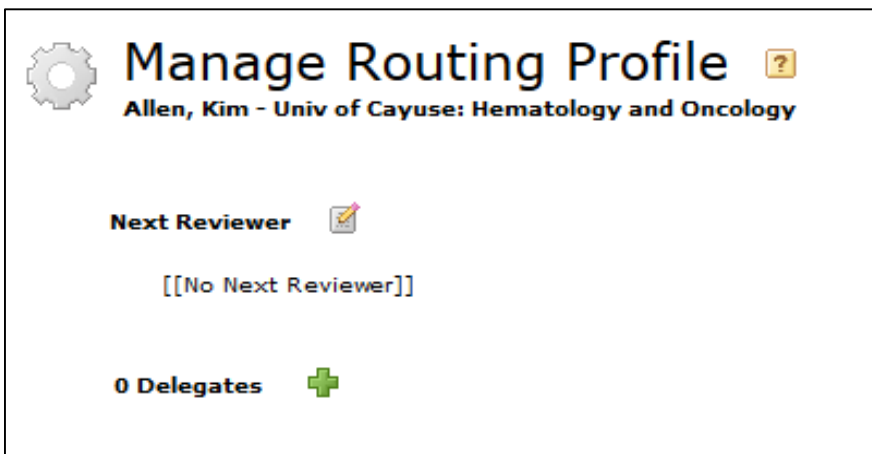 Manage Routing Profile ?
Allen, Kim - Univ of Cayuse: Hematology and Oncology
Next Reviewer
[[No Next Reviewer]]
0 Delegates